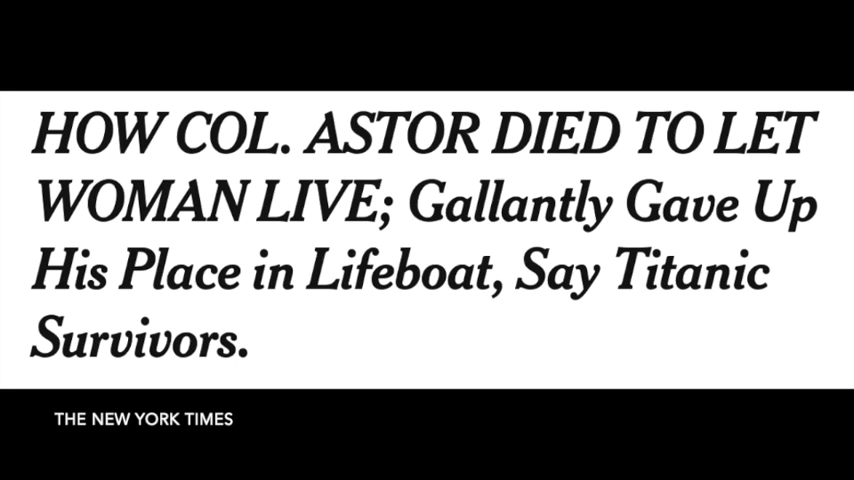 HOW COL. ASTOR DIED TO LET
WOMAN LIVE; Gallantly Gave Up
His Place in Lifeboat, Say Titanic
Survivors.
THE NEW YORK TIMES